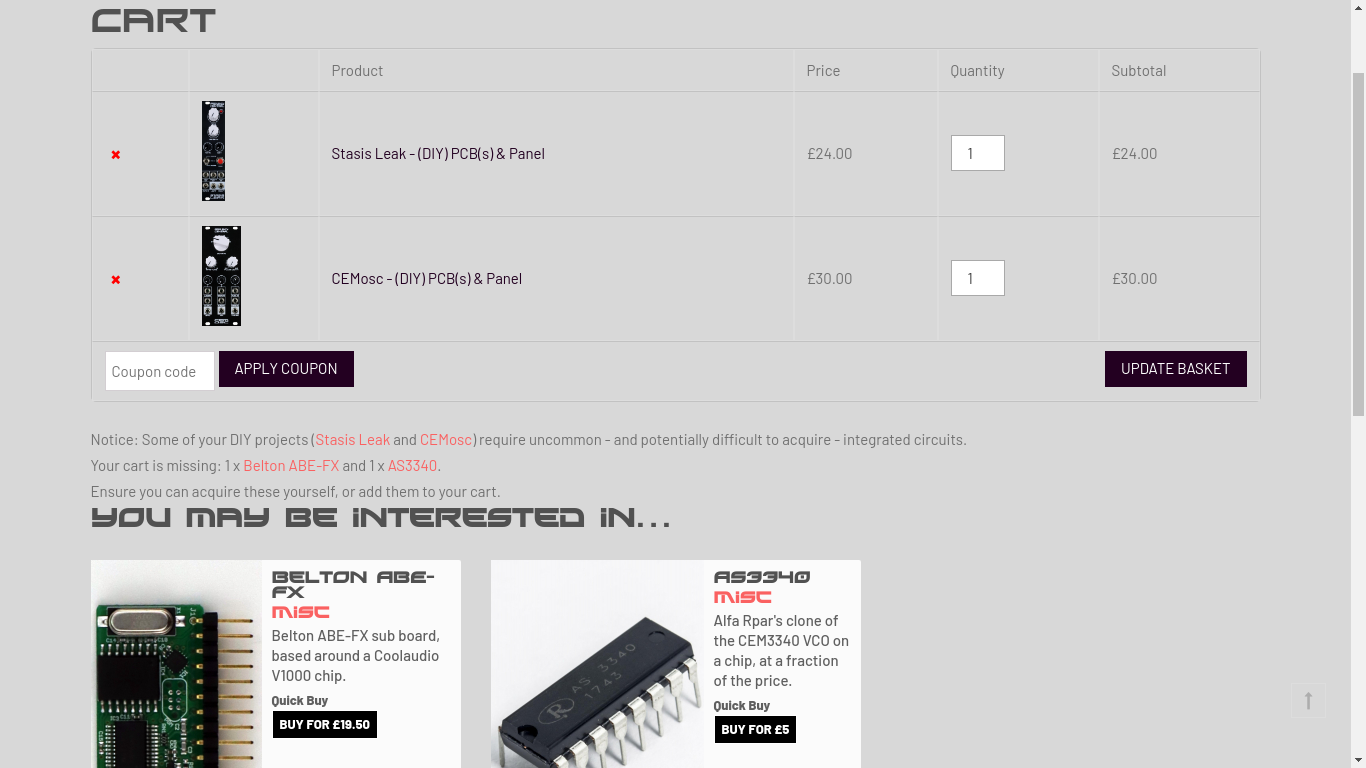 CART
Product Price Quantity Subtotal
Stasis Leak - (DIY) PCB(s) & Panel £24.00 1 £24.00
CEMosc - (DIY) PCB(s) & Panel £30.00 1 £30.00
Coupon code APPLY COUPON UPDATE BASKET
Notice: Some of your DIY projects (Stasis Leak and CEMosc) require uncommon - and potentially difficult to acquire - integrated circuits.
Your cart is missing: 1 x Belton ABE-FX and 1 x AS3340.
Ensure you can acquire these yourself, or add them to your cart.
YOU MAY BE INTERESTED IN...
BELTON ABE-
FX
MISC
Belton ABE-FX sub board,
based around a Coolaudio
V1000 chip.
Quick Buy
BUY FOR £19.50
AS 3340
1743
R
AS3340
MISC
Alfa Rpar's clone of
the CEM3340 VCO on
a chip, at a fraction
of the price.
Quick Buy
BUY FOR £5